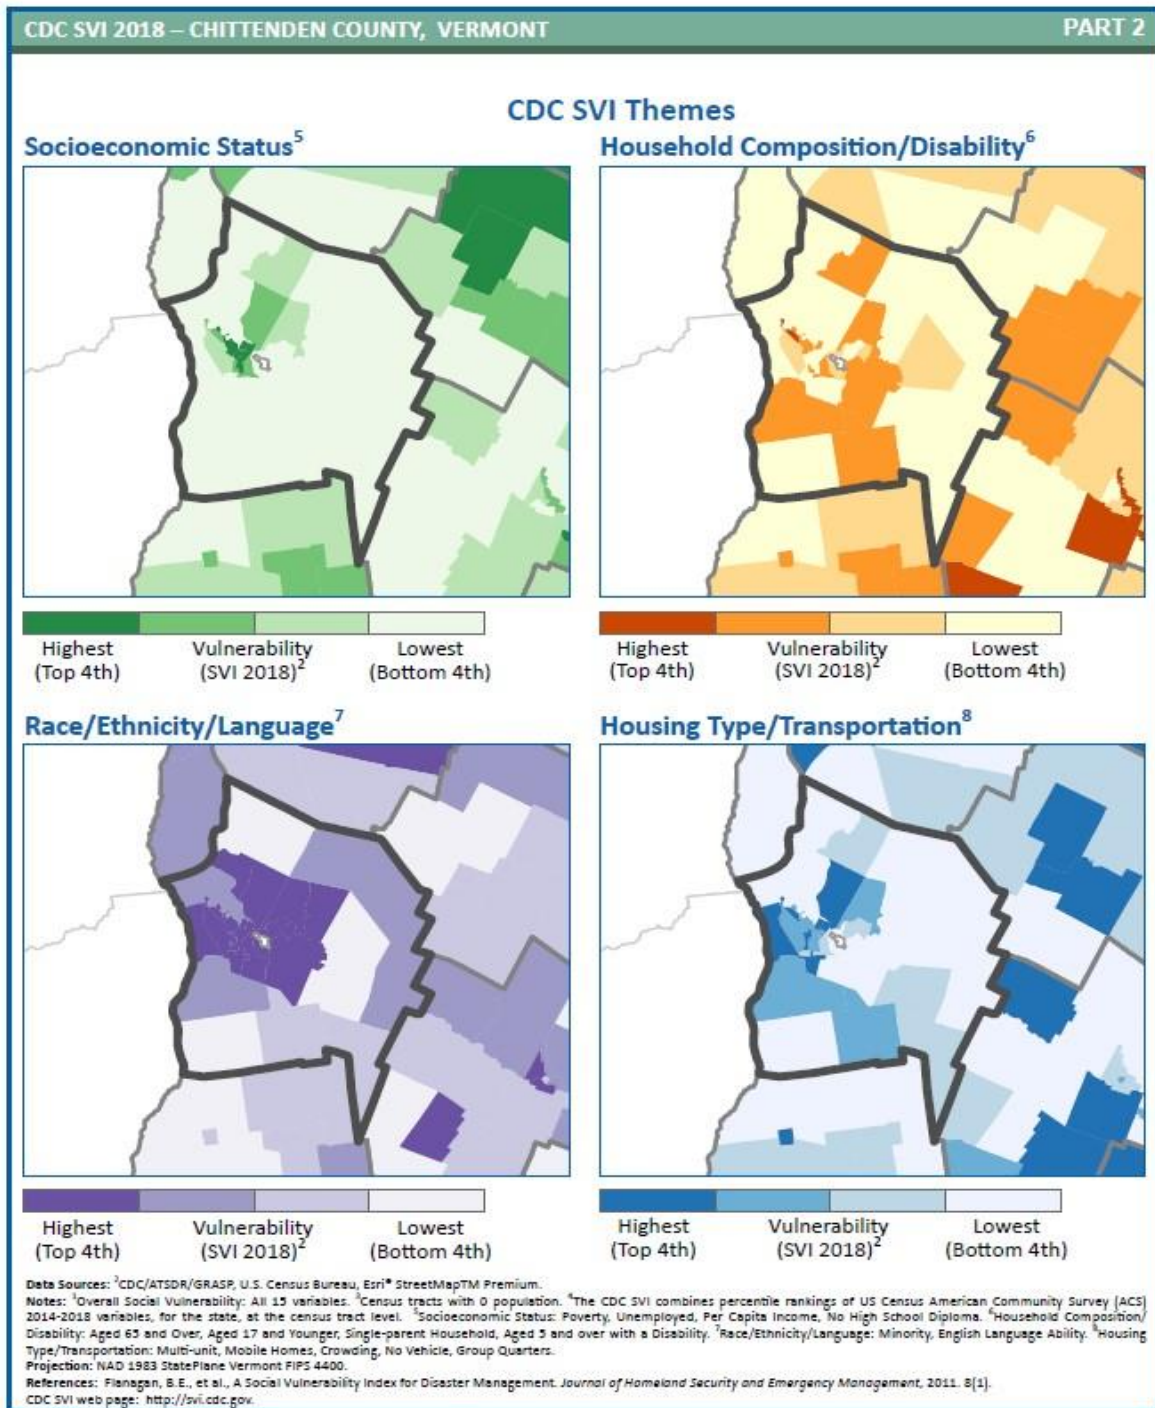 CDC SVI 2018 – CHITTENDEN COUNTY, VERMONT PART 2
CDC SVI Themes
Socioeconomic Status⁵ Household Composition/Disability⁶
Highest (Top 4th) Vulnerability (SVI 2018)² Lowest (Bottom 4th)
Highest (Top 4th) Vulnerability (SVI 2018)² Lowest (Bottom 4th)
Race/Ethnicity/Language⁷ Housing Type/Transportation⁸
Highest (Top 4th) Vulnerability (SVI 2018)² Lowest (Bottom 4th)
Highest (Top 4th) Vulnerability (SVI 2018)² Lowest (Bottom 4th)
Data Sources: ²CDC/ATSDR/GRASP, U.S. Census Bureau, Esri® StreetMapTM Premium.
Notes: ¹Overall Social Vulnerability: All 15 variables. ³Census tracts with 0 population. ⁴The CDC SVI combines percentile rankings of US Census American Community Survey (ACS)
2014-2018 variables, for the state, at the census tract level. ⁵Socioeconomic Status: Poverty, Unemployed, Per Capita Income, No High School Diploma. ⁶Household Composition/
Disability: Aged 65 and Over, Aged 17 and Younger, Single-parent Household, Aged 5 and over with a Disability. ⁷Race/Ethnicity/Language: Minority, English Language Ability. ⁸Housing
Type/Transportation: Multi-unit, Mobile Homes, Crowding, No Vehicle, Group Quarters.
Projection: NAD 1983 StatePlane Vermont FIPS 4400.
References: Flanagan, B.E., et al., A Social Vulnerability Index for Disaster Management. Journal of Homeland Security and Emergency Management, 2011. 8(1).
CDC SVI web page: http://svi.cdc.gov.